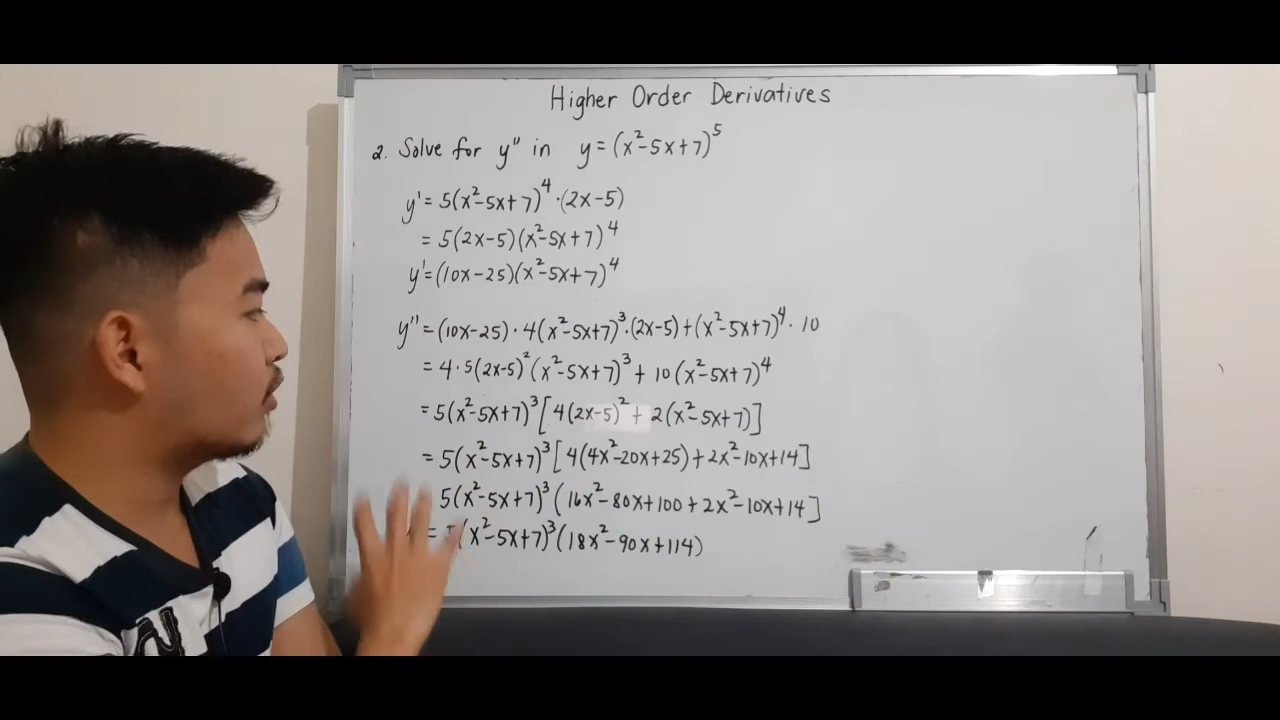 Higher Order Derivatives
2. Solve for y'' in y = (x²-5x+7)⁵
y' = 5(x²-5x+7)⁴·(2x-5)
= 5(2x-5)(x²-5x+7)⁴
y' = (10x-25)(x²-5x+7)⁴
y'' = (10x-25)·4(x²-5x+7)³·(2x-5)+(x²-5x+7)⁴·10
= 4·5(2x-5)²(x²-5x+7)³ + 10(x²-5x+7)⁴
= 5(x²-5x+7)³[4(2x-5)² + 2(x²-5x+7)]
= 5(x²-5x+7)³[4(4x²-20x+25)+2x²-10x+14]
5(x²-5x+7)³(16x²-80x+100+2x²-10x+14]
= 5(x²-5x+7)³(18x²-90x+114)
N